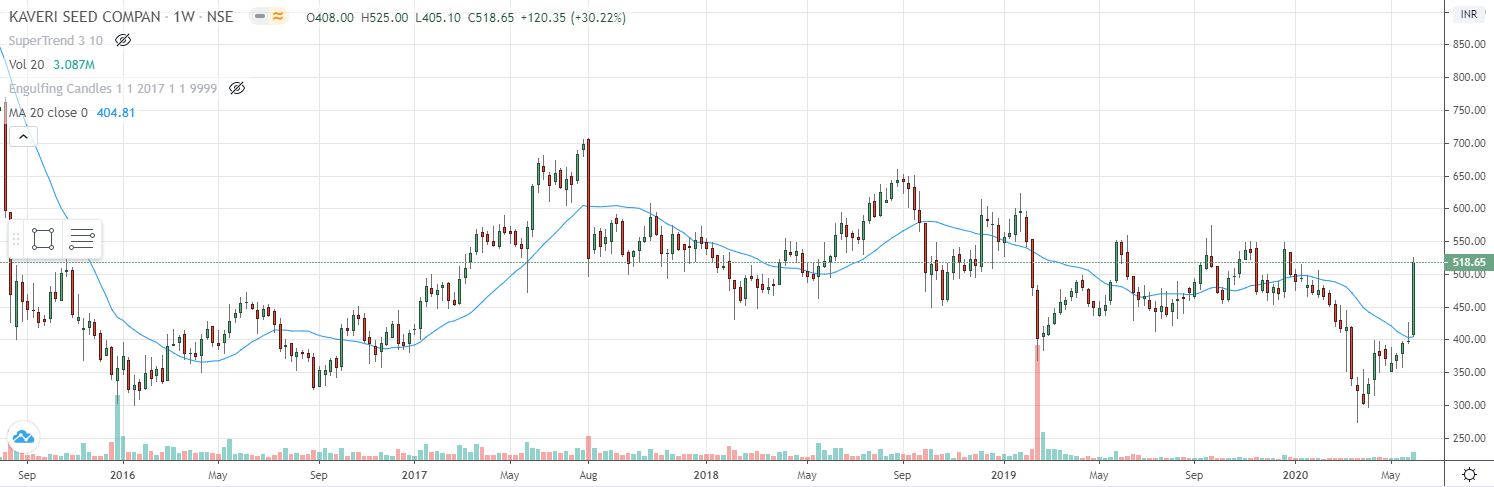 KAVERI SEED COMPAN · 1W · NSE O408.00 H525.00 L405.10 C518.65 +120.35 (+30.22%)
SuperTrend 3 10
Vol 20 3.087M
Engulfing Candles 1 1 2017 1 1 9999
MA 20 close 0 404.81
INR
850.00
800.00
750.00
700.00
650.00
600.00
550.00
518.65
500.00
450.00
400.00
350.00
300.00
250.00
Sep 2016 May Sep 2017 May Aug 2018 May Sep 2019 May Sep 2020 May